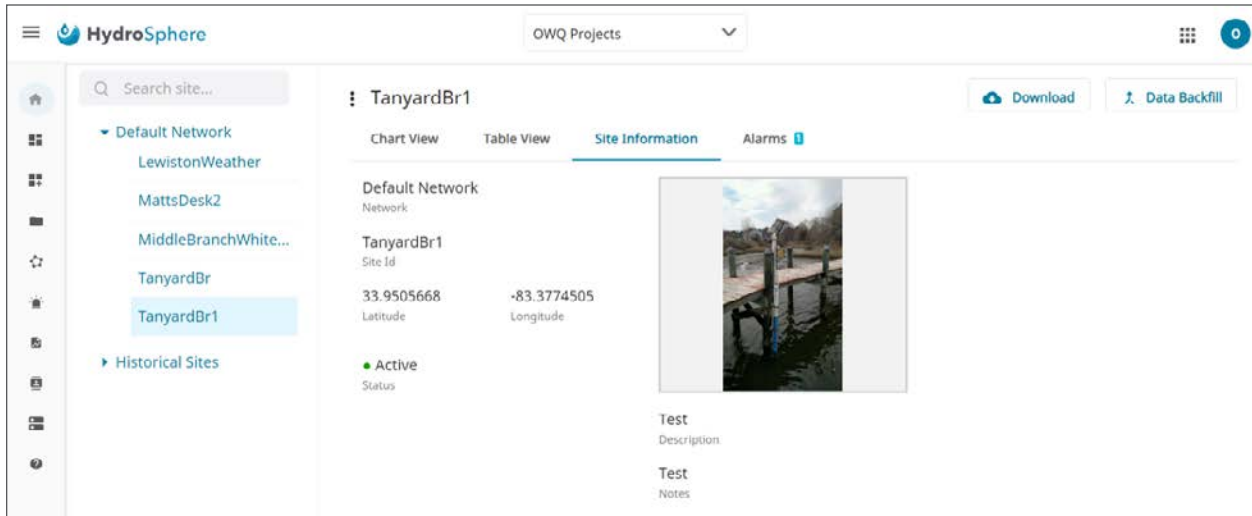 HydroSphere
OWQ Projects
O
Search site...
Default Network
LewistonWeather
MattsDesk2
MiddleBranchWhite...
TanyardBr
TanyardBr1
Historical Sites
TanyardBr1
Download
Data Backfill
Chart View
Table View
Site Information
Alarms 1
Default Network
Network
TanyardBr1
Site Id
33.9505668 -83.3774505
Latitude Longitude
Active
Status
Test
Description
Test
Notes